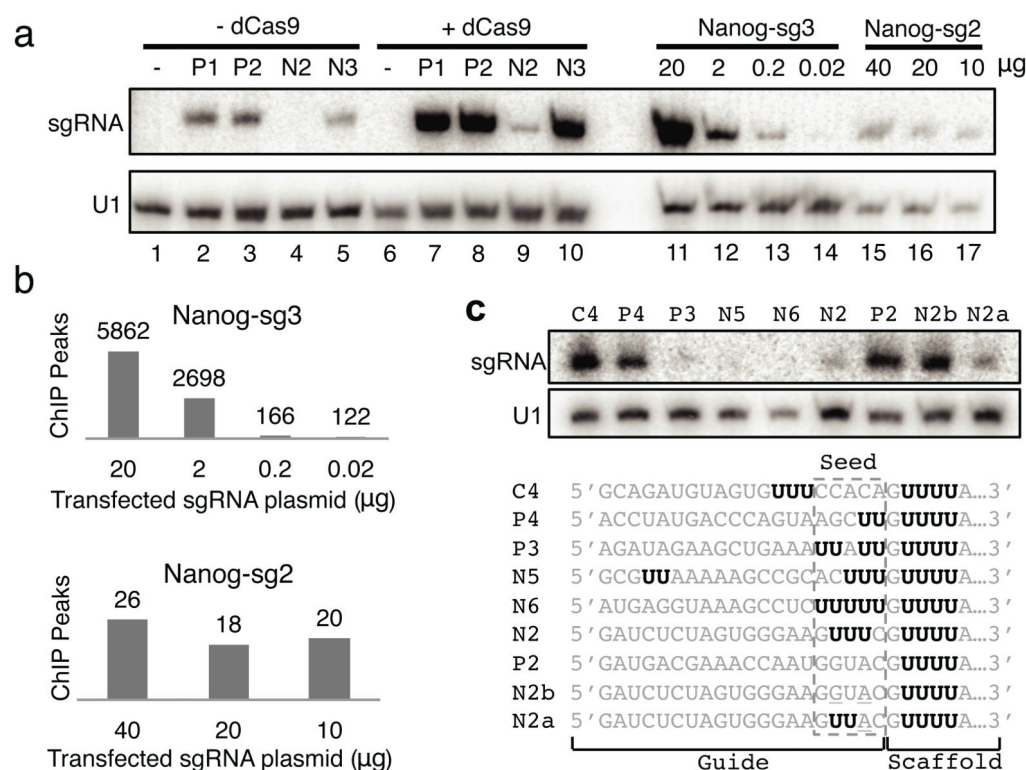 a
- dCas9 + dCas9 Nanog-sg3 Nanog-sg2
- P1 P2 N2 N3 - P1 P2 N2 N3 20 2 0.2 0.02 40 20 10 μg
sgRNA
U1
1 2 3 4 5 6 7 8 9 10 11 12 13 14 15 16 17
b
Nanog-sg3
ChIP Peaks
5862 2698 166 122
20 2 0.2 0.02
Transfected sgRNA plasmid (μg)
Nanog-sg2
ChIP Peaks
26 18 20
40 20 10
Transfected sgRNA plasmid (μg)
c
C4 P4 P3 N5 N6 N2 P2 N2b N2a
sgRNA
U1
Seed
C4 5'GCAGAUGUAGUGUUUCCACAGUUUUA…3'
P4 5'ACCUAUGACCCAGUAAGCUUGUUUUA…3'
P3 5'AGAUAGAAGCUGAAAUUAUUGUUUUA…3'
N5 5'GCGUUAAAAAGCCGCACUUUGUUUUA…3'
N6 5'AUGAGGUAAAGCCUCUUUUUGUUUUA…3'
N2 5'GAUCUCUAGUGGGAAGUUUCGUUUUA…3'
P2 5'GAUGACGAAACCAAUGGUACGUUUUA…3'
N2b 5'GAUCUCUAGUGGGAAGGUACGUUUUA…3'
N2a 5'GAUCUCUAGUGGGAAGUUACGUUUUA…3'
Guide Scaffold